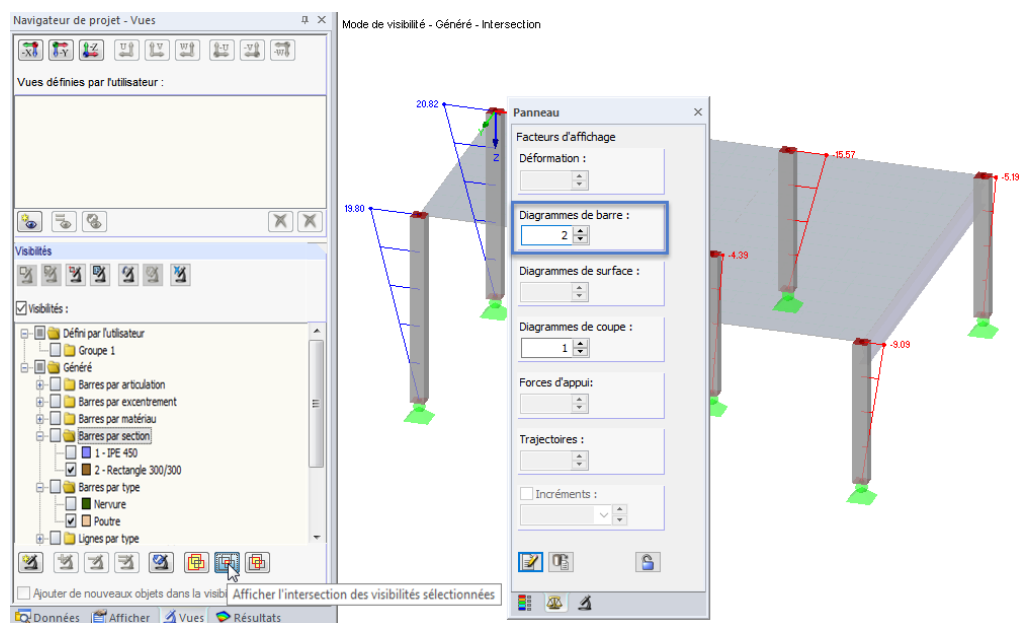 Navigateur de projet - Vues
-X
-Y
-Z
U
V
W
-U
-V
-W
Vues définies par l'utilisateur :
Visibilités
Visibilités :
Défini par l'utilisateur
Groupe 1
Généré
Barres par articulation
Barres par excentrement
Barres par matériau
Barres par section
1 - IPE 450
2 - Rectangle 300/300
Barres par type
Nervure
Poutre
Lignes par type
Ajouter de nouveaux objets dans la visibi
Afficher l'intersection des visibilités sélectionnées
Données
Afficher
Vues
Résultats
Mode de visibilité - Généré - Intersection
20.82
Z
19.80
Panneau
Facteurs d'affichage
Déformation :
Diagrammes de barre :
2
Diagrammes de surface :
Diagrammes de coupe :
1
Forces d'appui:
Trajectoires :
Incréments :
-15.57
-5.19
-4.39
-9.09